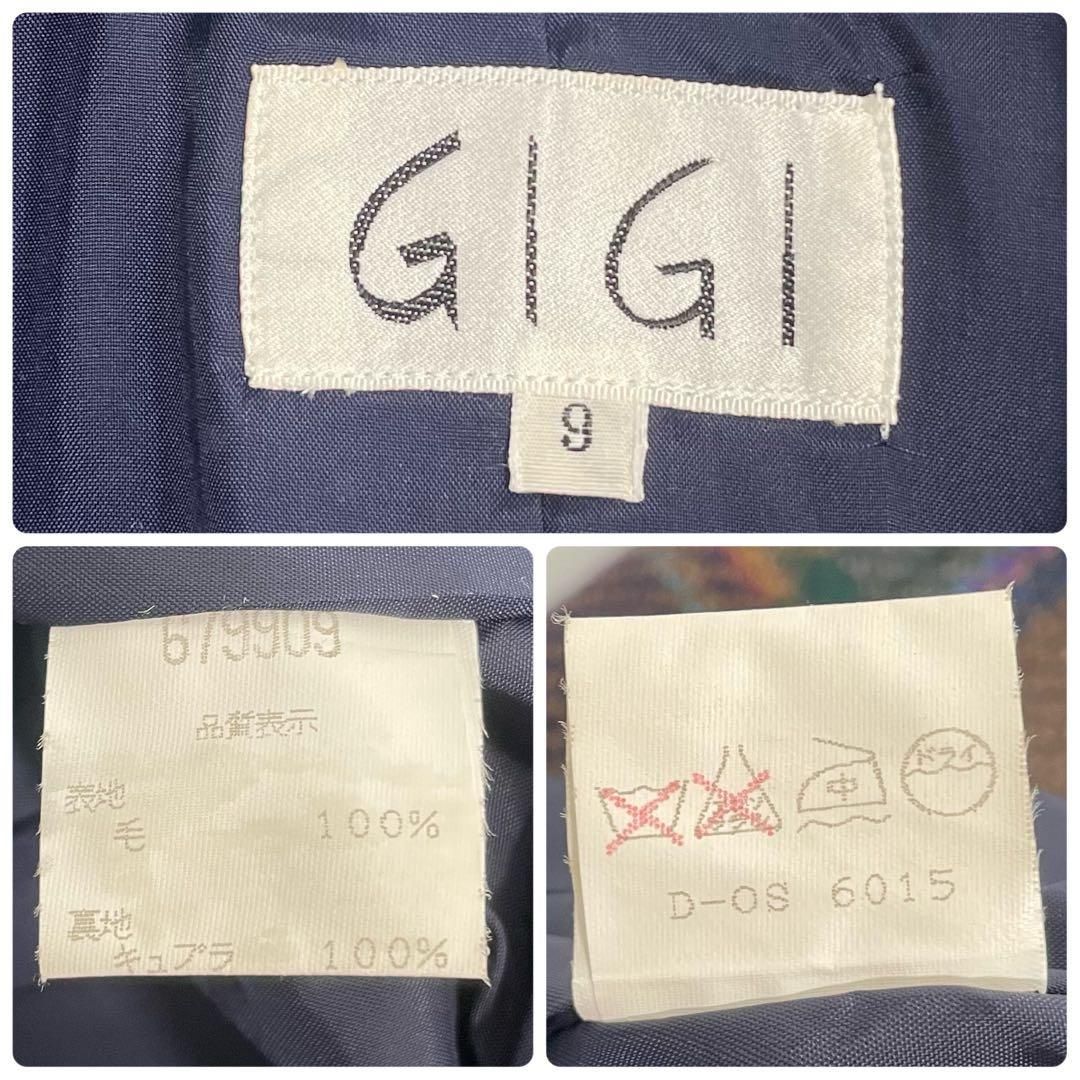 GIGI
9
679909
品質表示
表地
毛 100%
裏地
キュプラ 100%
中 ドライ
D-OS 6015